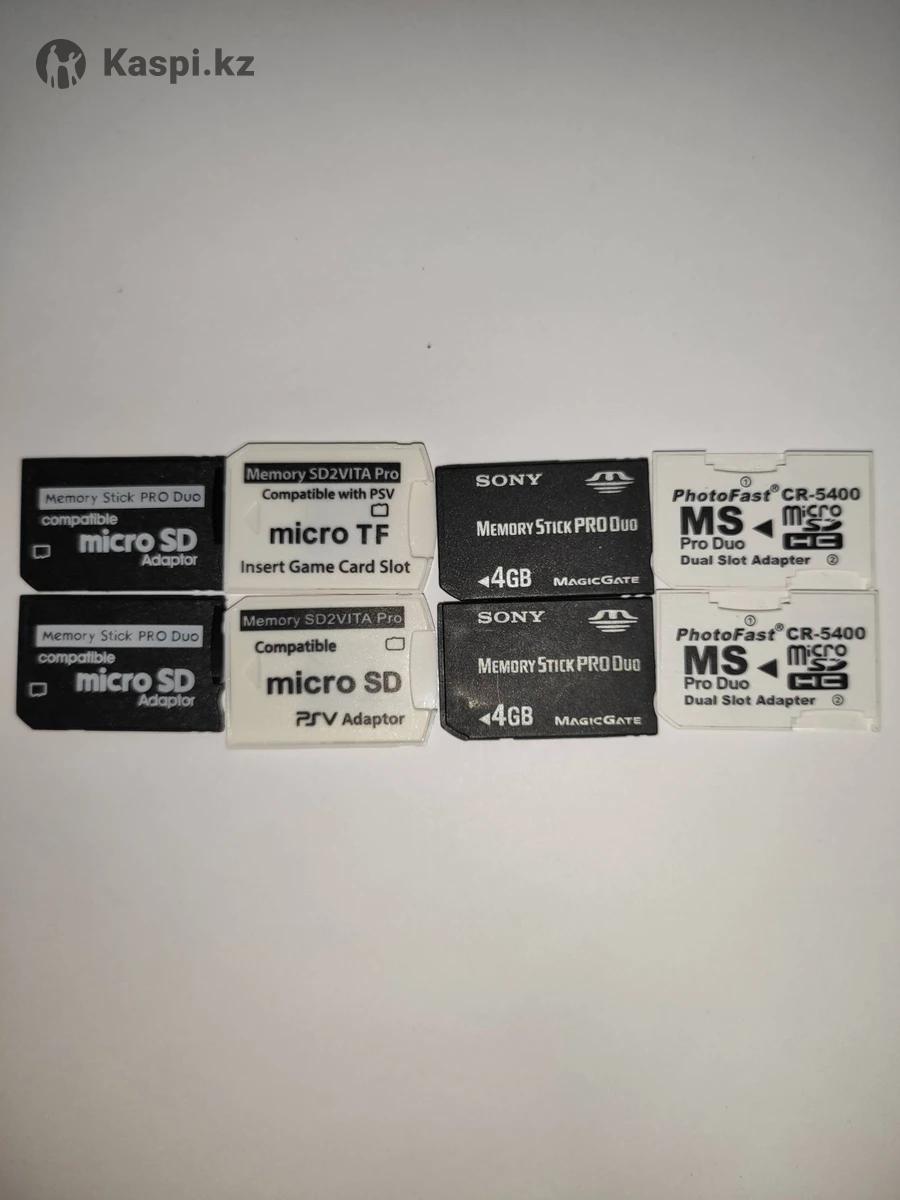 Kaspi.kz
Memory Stick PRO Duo
compatible
micro SD
Adaptor
Memory SD2VITA Pro
Compatible with PSV
micro TF
Insert Game Card Slot
SONY
MEMORY STICK PRO DUO
4GB MAGICGATE
①
PhotoFast® CR-5400
MS Micro SD HC
Pro Duo
Dual Slot Adapter ②
Memory Stick PRO Duo
compatible
micro SD
Adaptor
Memory SD2VITA Pro
Compatible
micro SD
PSV Adaptor
SONY
MEMORY STICK PRO DUO
4GB MAGICGATE
①
PhotoFast® CR-5400
MS Micro SD HC
Pro Duo
Dual Slot Adapter ②